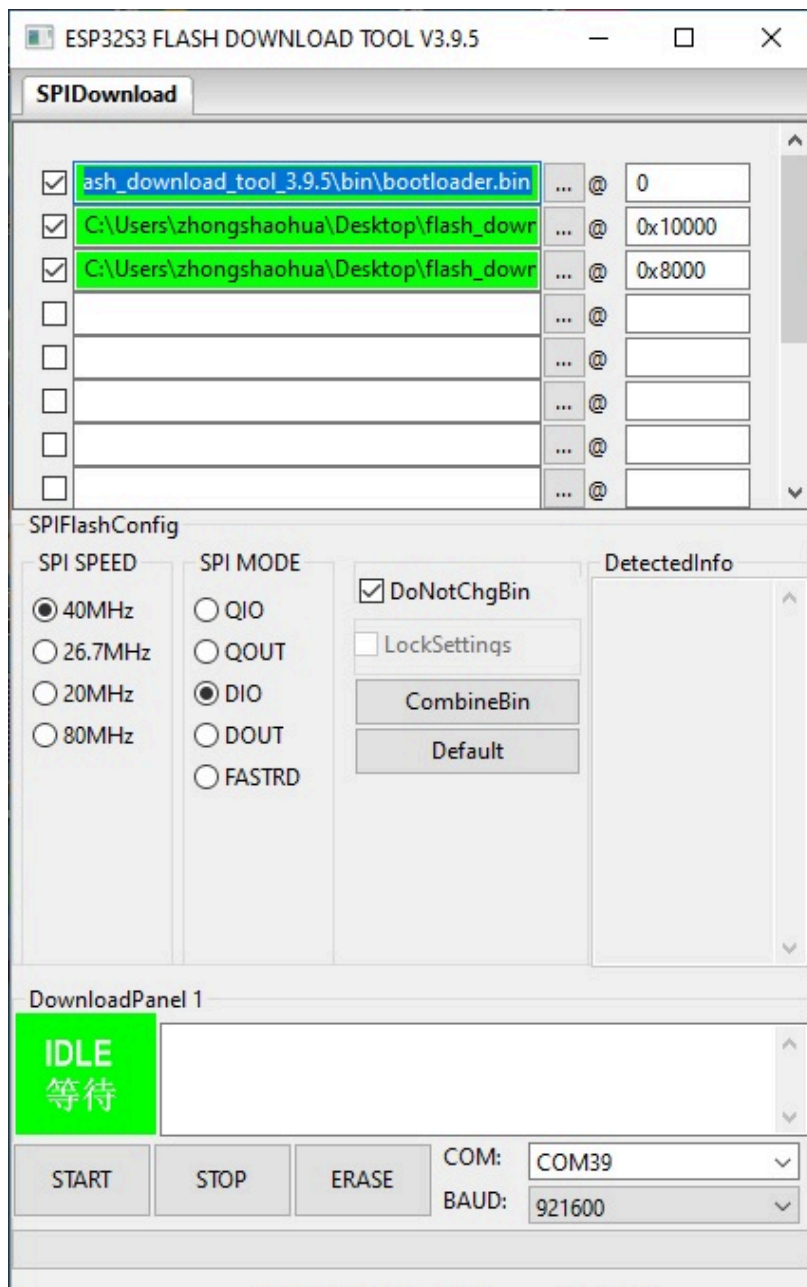 ESP32S3 FLASH DOWNLOAD TOOL V3.9.5
SPIDownload
ash_download_tool_3.9.5\bin\bootloader.bin ... @ 0
C:\Users\zhongshaohua\Desktop\flash_dowr ... @ 0x10000
C:\Users\zhongshaohua\Desktop\flash_dowr ... @ 0x8000
... @
... @
... @
... @
... @
SPIFlashConfig
SPI SPEED
40MHz
26.7MHz
20MHz
80MHz
SPI MODE
QIO
QOUT
DIO
DOUT
FASTRD
DoNotChgBin
LockSettings
CombineBin
Default
DetectedInfo
DownloadPanel 1
IDLE
等待
START
STOP
ERASE
COM: COM39
BAUD: 921600